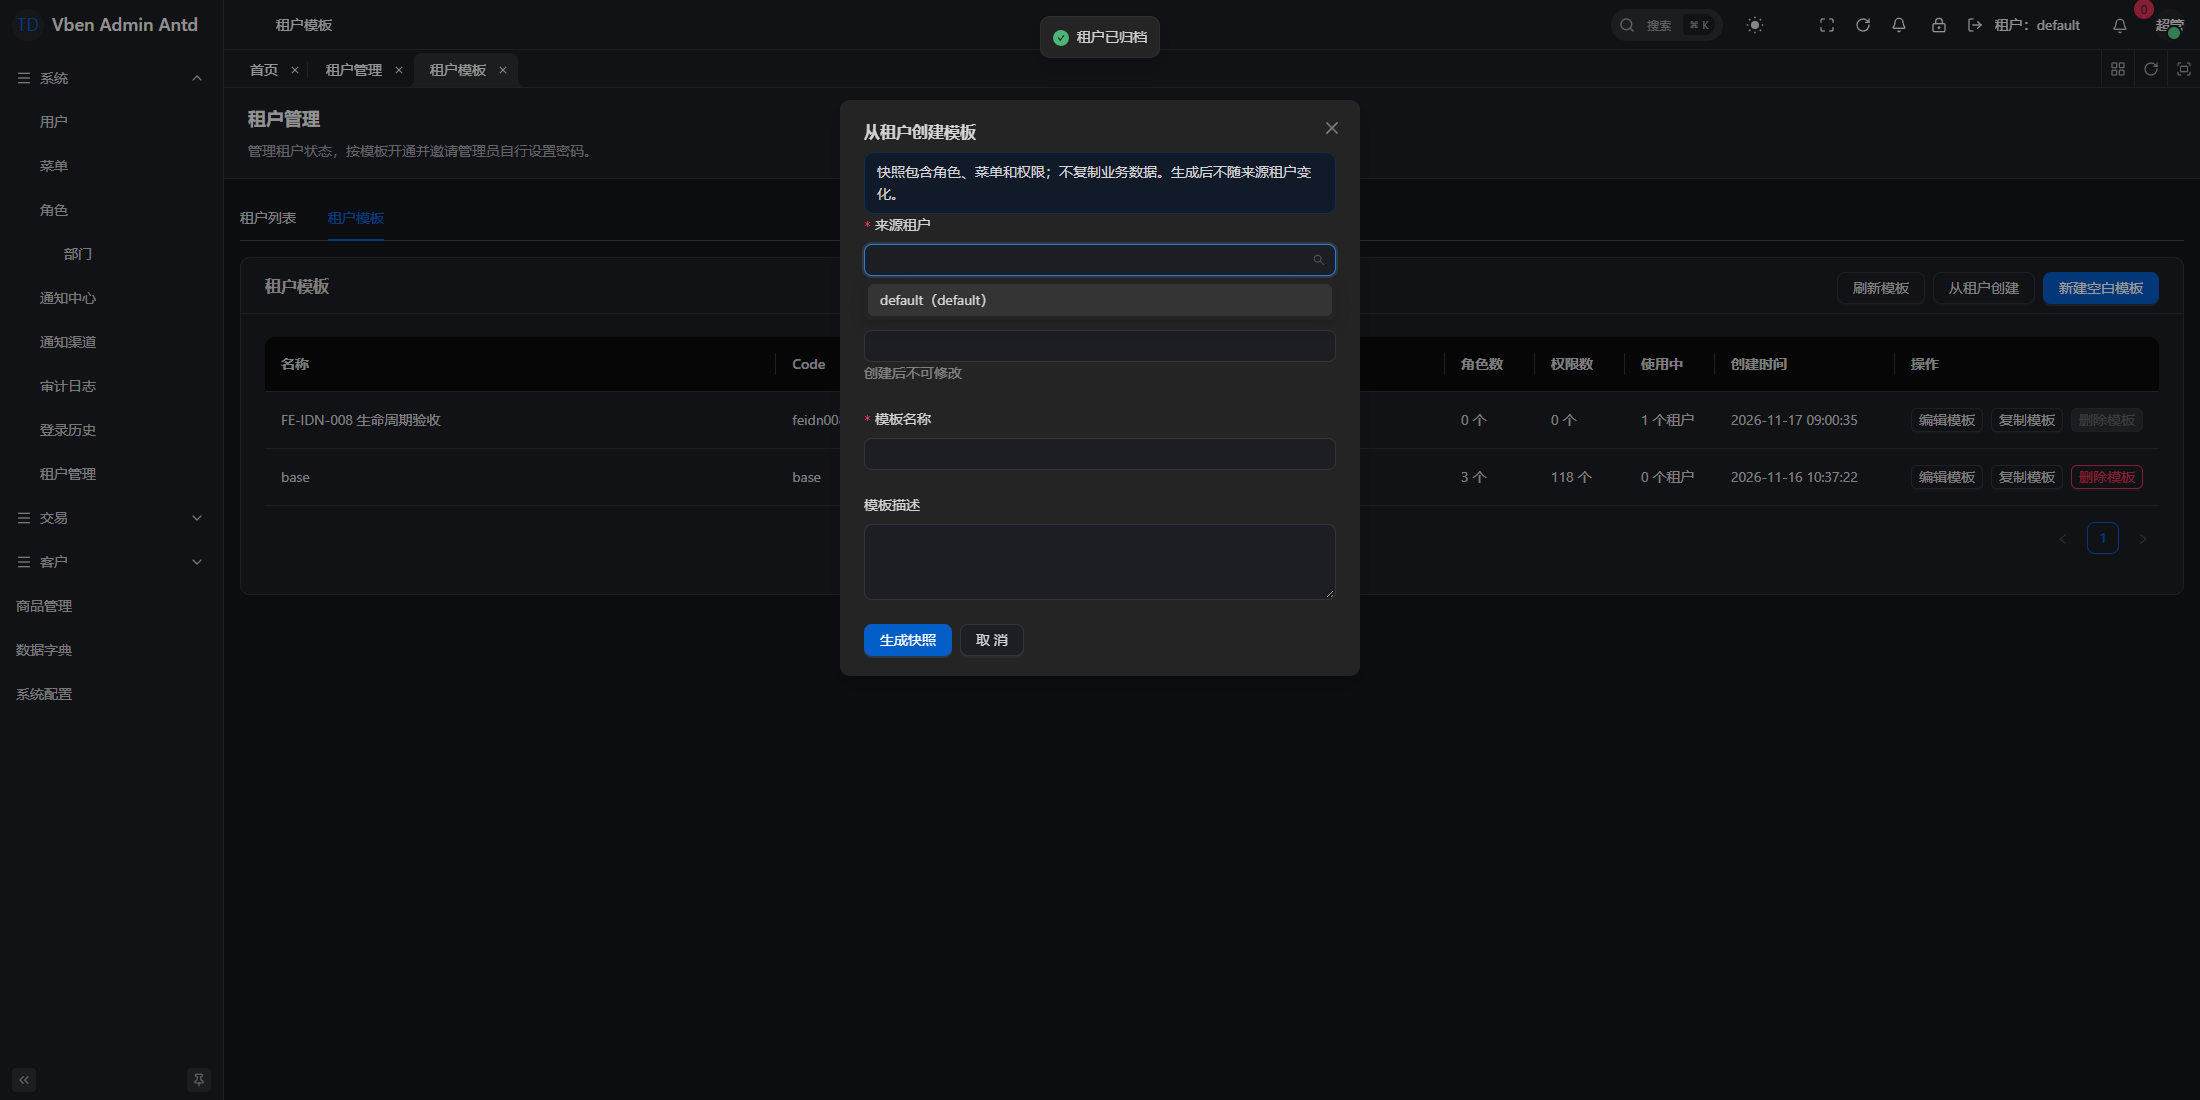 TD Vben Admin Antd
租户模板
租户已归档
搜索 ⌘ K
租户：default
0
超管
系统
用户
菜单
角色
部门
通知中心
通知渠道
审计日志
登录历史
租户管理
交易
客户
商品管理
数据字典
系统配置
首页
租户管理
租户模板
租户管理
管理租户状态，按模板开通并邀请管理员自行设置密码。
租户列表
租户模板
租户模板
刷新模板
从租户创建
新建空白模板
名称 Code 角色数 权限数 使用中 创建时间 操作
FE-IDN-008 生命周期验收 feidn00 0 个 0 个 1 个租户 2026-11-17 09:00:35 编辑模板 复制模板 删除模板
base base 3 个 118 个 0 个租户 2026-11-16 10:37:22 编辑模板 复制模板 删除模板
1
从租户创建模板
快照包含角色、菜单和权限；不复制业务数据。生成后不随来源租户变
化。
* 来源租户
default（default）
创建后不可修改
* 模板名称
模板描述
生成快照
取 消